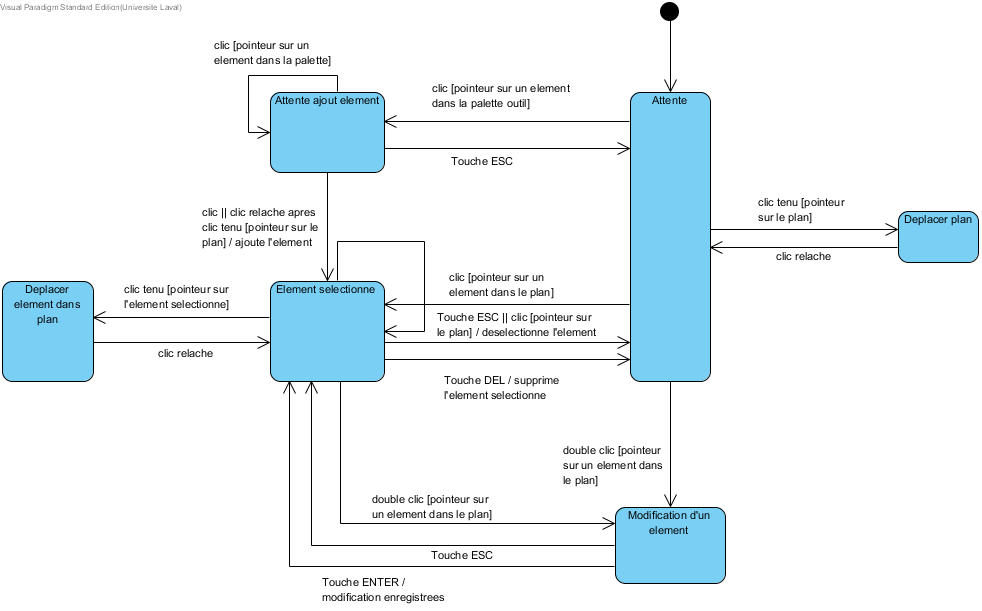 Visual Paradigm Standard Edition(Universite Laval)
clic [pointeur sur un
element dans la palette]
Attente ajout element
clic [pointeur sur un element
dans la palette outil]
Attente
Touche ESC
clic tenu [pointeur
sur le plan]
Deplacer plan
clic relache
clic || clic relache apres
clic tenu [pointeur sur le
plan] / ajoute l'element
Deplacer
element dans
plan
clic tenu [pointeur sur
l'element selectionne]
clic relache
Element selectionne
clic [pointeur sur un
element dans le plan]
Touche ESC || clic [pointeur sur
le plan] / deselectionne l'element
Touche DEL / supprime
l'element selectionne
double clic [pointeur
sur un element dans
le plan]
double clic [pointeur sur
un element dans le plan]
Modification d'un
element
Touche ESC
Touche ENTER /
modification enregistrees